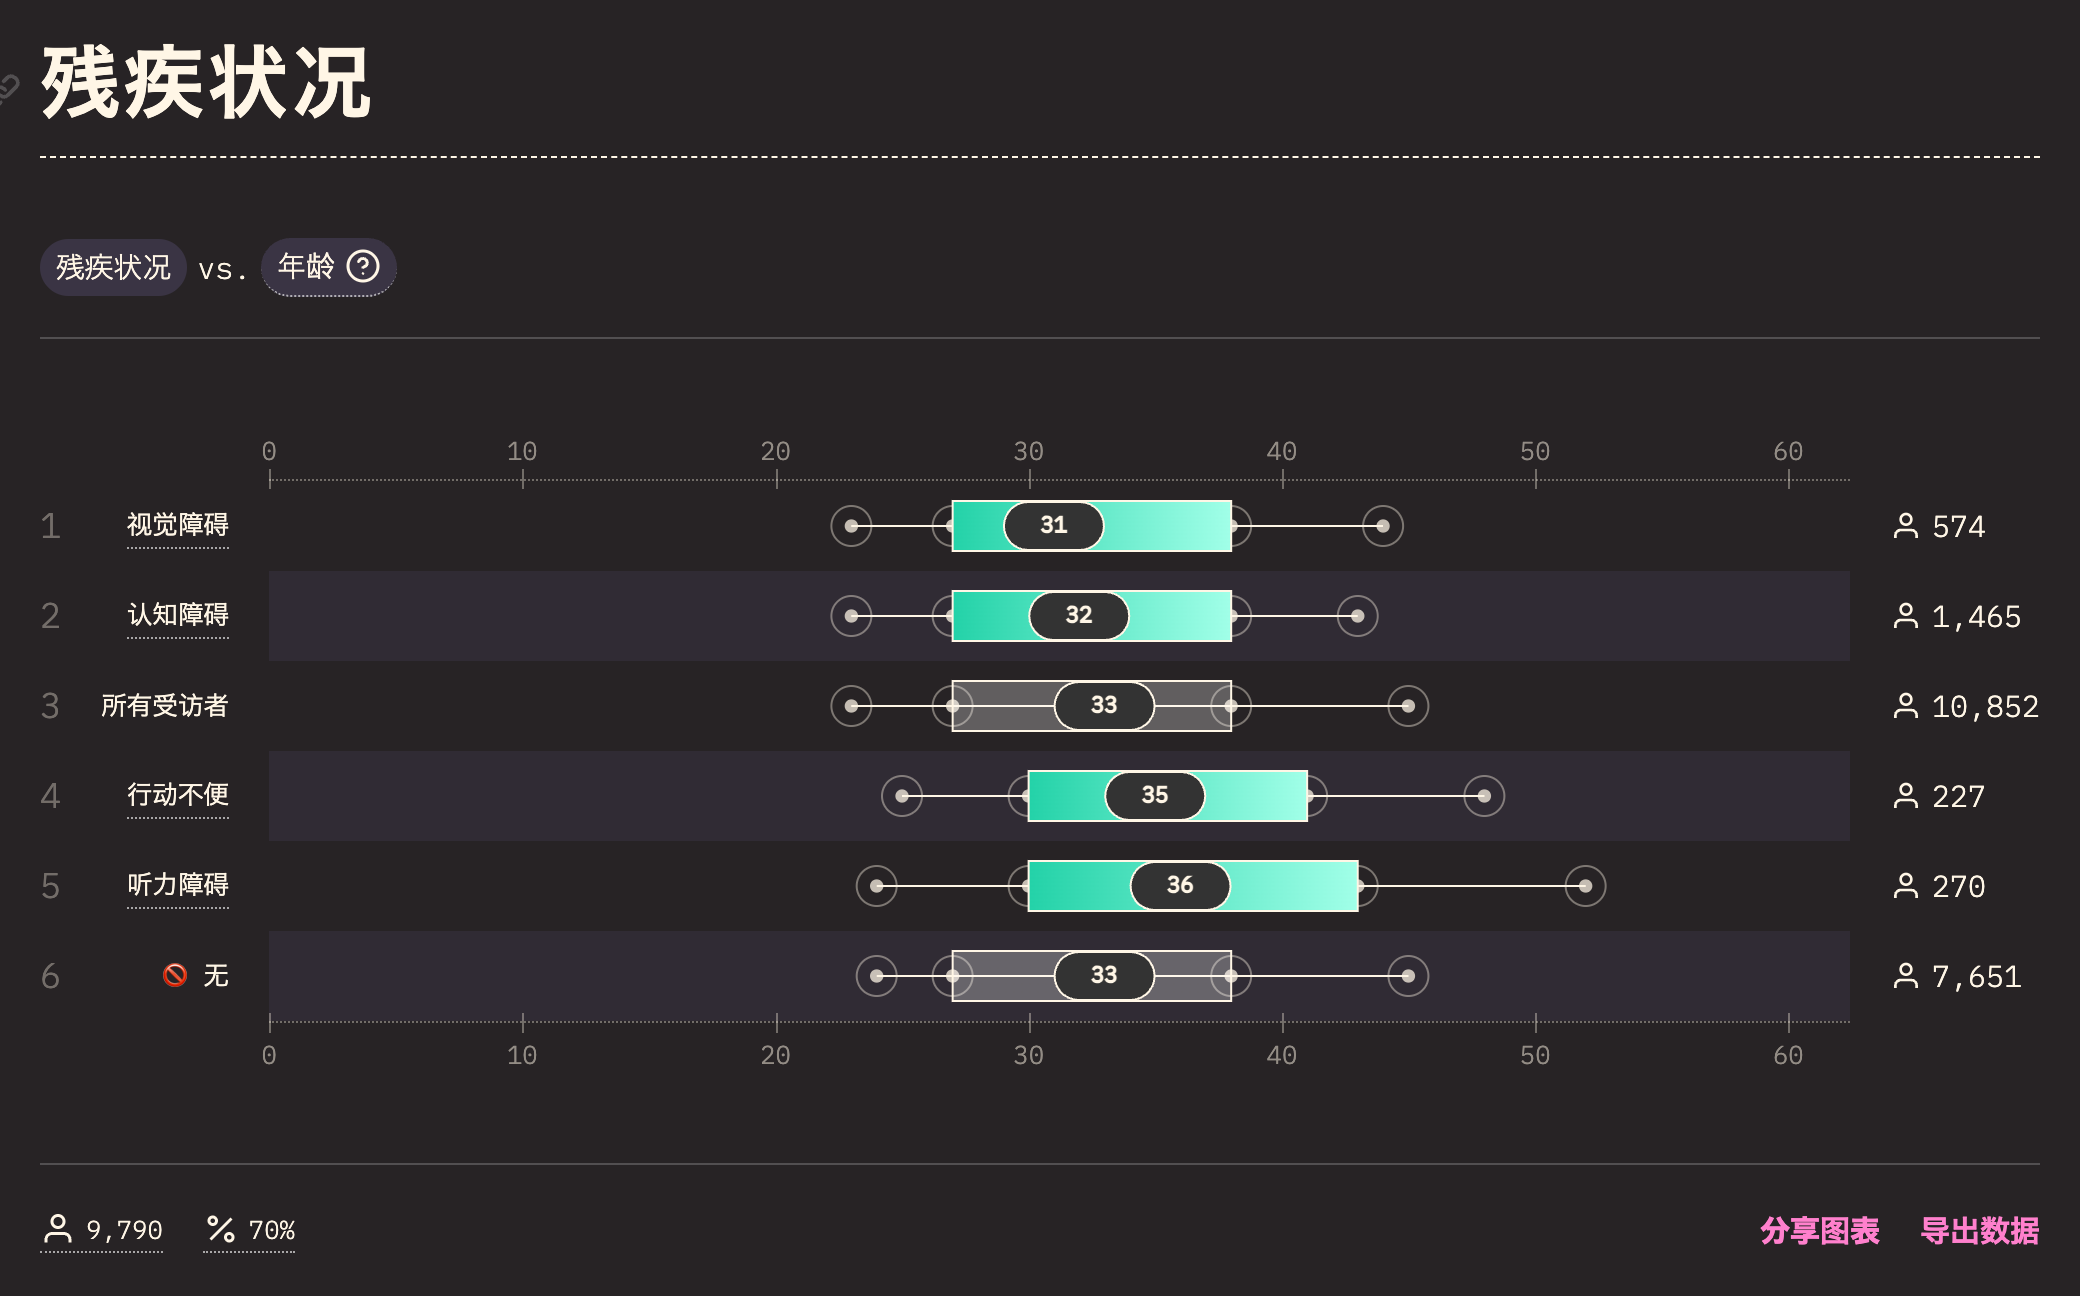 残疾状况
残疾状况 vs. 年龄
0 10 20 30 40 50 60
1 视觉障碍 31 574
2 认知障碍 32 1,465
3 所有受访者 33 10,852
4 行动不便 35 227
5 听力障碍 36 270
6 无 33 7,651
0 10 20 30 40 50 60
9,790 70% 分享图表 导出数据